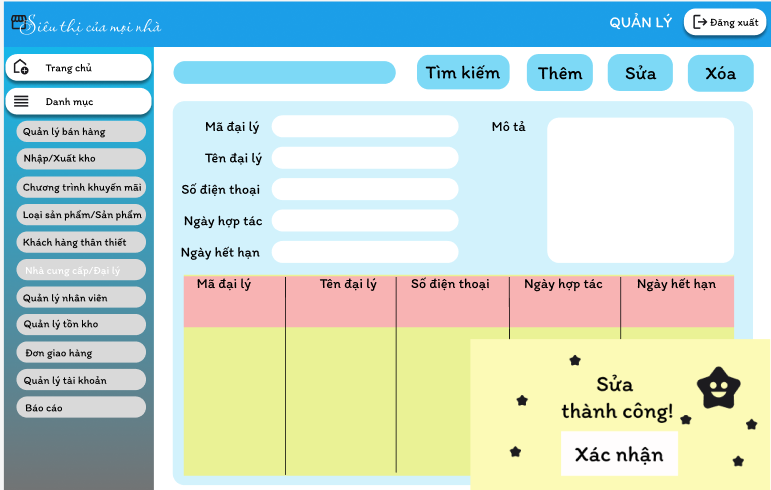 Siêu thị của mọi nhà
QUẢN LÝ
Đăng xuất
Trang chủ
Danh mục
Quản lý bán hàng
Nhập/Xuất kho
Chương trình khuyến mãi
Loại sản phẩm/Sản phẩm
Khách hàng thân thiết
Nhà cung cấp/Đại lý
Quản lý nhân viên
Quản lý tồn kho
Đơn giao hàng
Quản lý tài khoản
Báo cáo
Tìm kiếm
Thêm
Sửa
Xóa
Mã đại lý
Mô tả
Tên đại lý
Số điện thoại
Ngày hợp tác
Ngày hết hạn
Mã đại lý
Tên đại lý
Số điện thoại
Ngày hợp tác
Ngày hết hạn
Sửa
thành công!
Xác nhận